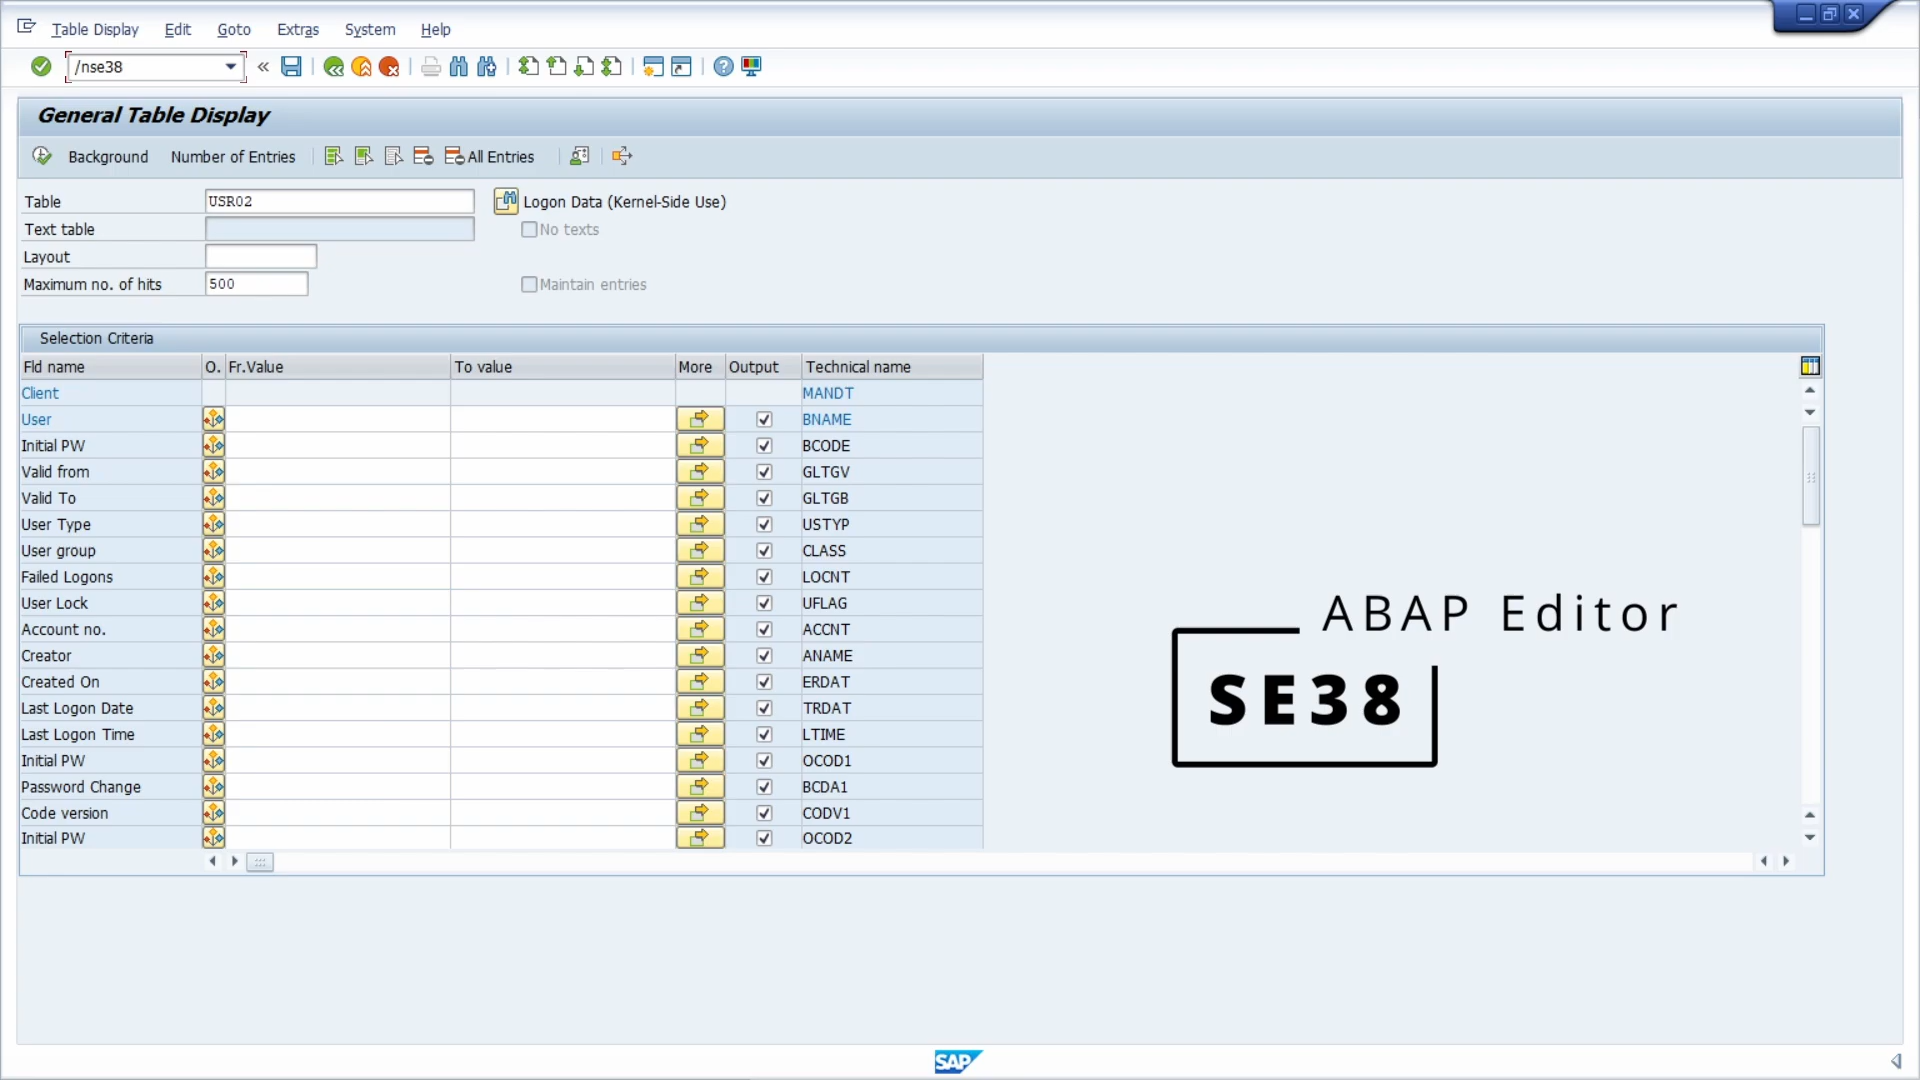 Table Display Edit Goto Extras System Help
/nse38
General Table Display
Background Number of Entries All Entries
Table USR02 Logon Data (Kernel-Side Use)
Text table No texts
Layout
Maximum no. of hits 500 Maintain entries
Selection Criteria
Fld name O. Fr.Value To value More Output Technical name
Client MANDT
User BNAME
Initial PW BCODE
Valid from GLTGV
Valid To GLTGB
User Type USTYP
User group CLASS
Failed Logons LOCNT
User Lock UFLAG
Account no. ACCNT
Creator ANAME
Created On ERDAT
Last Logon Date TRDAT
Last Logon Time LTIME
Initial PW OCOD1
Password Change BCDA1
Code version CODV1
Initial PW OCOD2
ABAP Editor
SE38
SAP